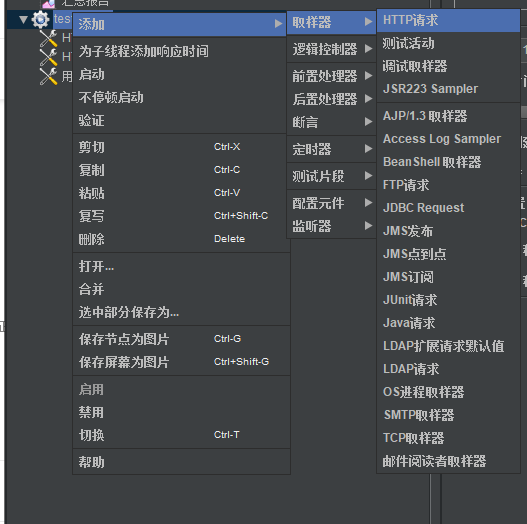 汇总报告
tes
添加
为子线程添加响应时间
启动
不停顿启动
验证
剪切 Ctrl-X
复制 Ctrl-C
粘贴 Ctrl-V
复写 Ctrl+Shift-C
删除 Delete
打开...
合并
选中部分保存为...
保存节点为图片 Ctrl-G
保存屏幕为图片 Ctrl+Shift-G
启用
禁用
切换 Ctrl-T
帮助
取样器
逻辑控制器
前置处理器
后置处理器
断言
定时器
测试片段
配置元件
监听器
HTTP请求
测试活动
调试取样器
JSR223 Sampler
AJP/1.3 取样器
Access Log Sampler
BeanShell 取样器
FTP请求
JDBC Request
JMS发布
JMS点到点
JMS订阅
JUnit请求
Java请求
LDAP扩展请求默认值
LDAP请求
OS进程取样器
SMTP取样器
TCP取样器
邮件阅读者取样器